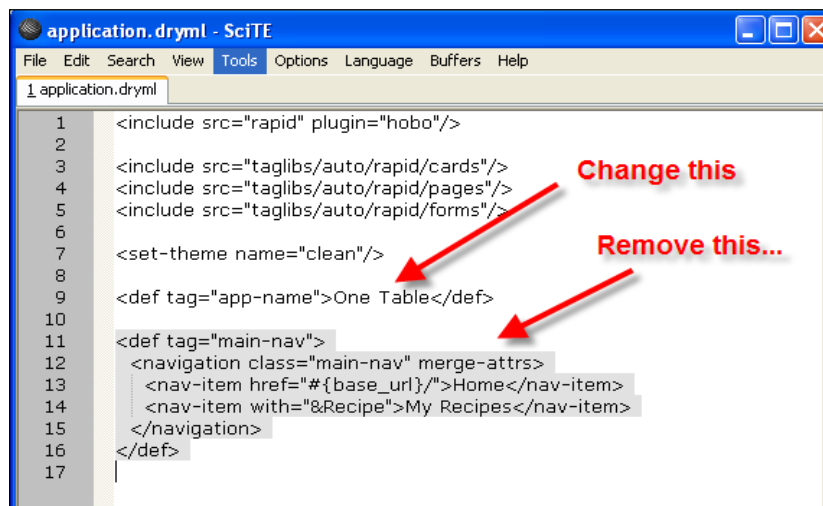 application.dryml - SciTE
File Edit Search View Tools Options Language Buffers Help
1 application.dryml
1 <include src="rapid" plugin="hobo"/>
2
3 <include src="taglibs/auto/rapid/cards"/>
4 <include src="taglibs/auto/rapid/pages"/>
5 <include src="taglibs/auto/rapid/forms"/>
Change this
6
7 <set-theme name="clean"/>
Remove this...
8
9 <def tag="app-name">One Table</def>
10
11 <def tag="main-nav">
12 <navigation class="main-nav" merge-attrs>
13 <nav-item href="#{base_url}/">Home</nav-item>
14 <nav-item with="&Recipe">My Recipes</nav-item>
15 </navigation>
16 </def>
17